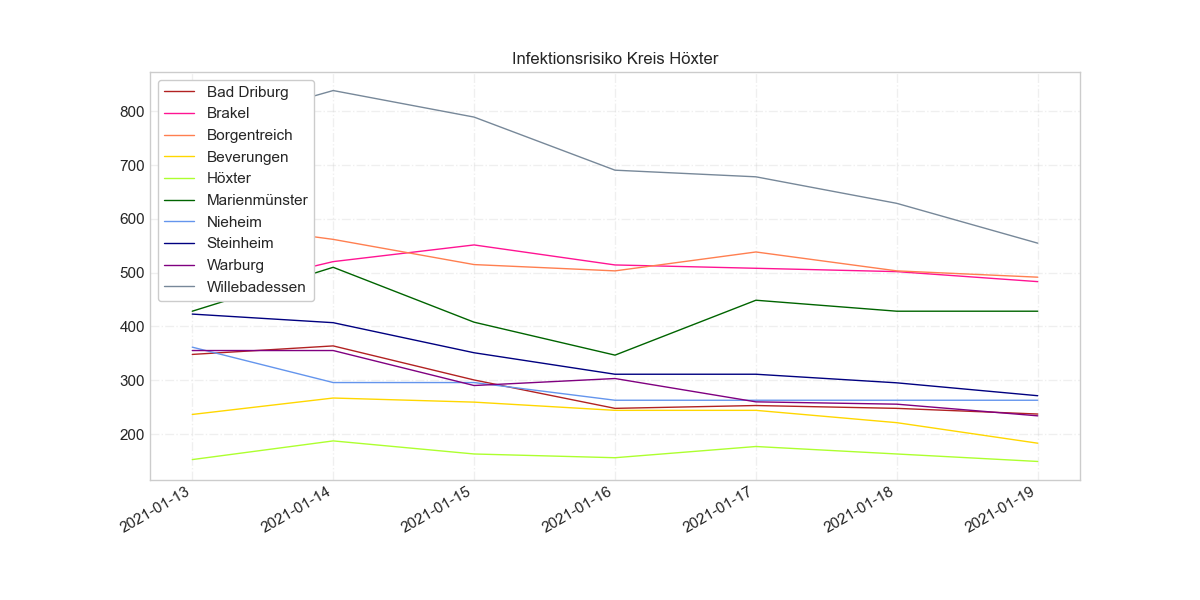 Infektionsrisiko Kreis Höxter
Bad Driburg
Brakel
Borgentreich
Beverungen
Höxter
Marienmünster
Nieheim
Steinheim
Warburg
Willebadessen
800
700
600
500
400
300
200
2021-01-13
2021-01-14
2021-01-15
2021-01-16
2021-01-17
2021-01-18
2021-01-19